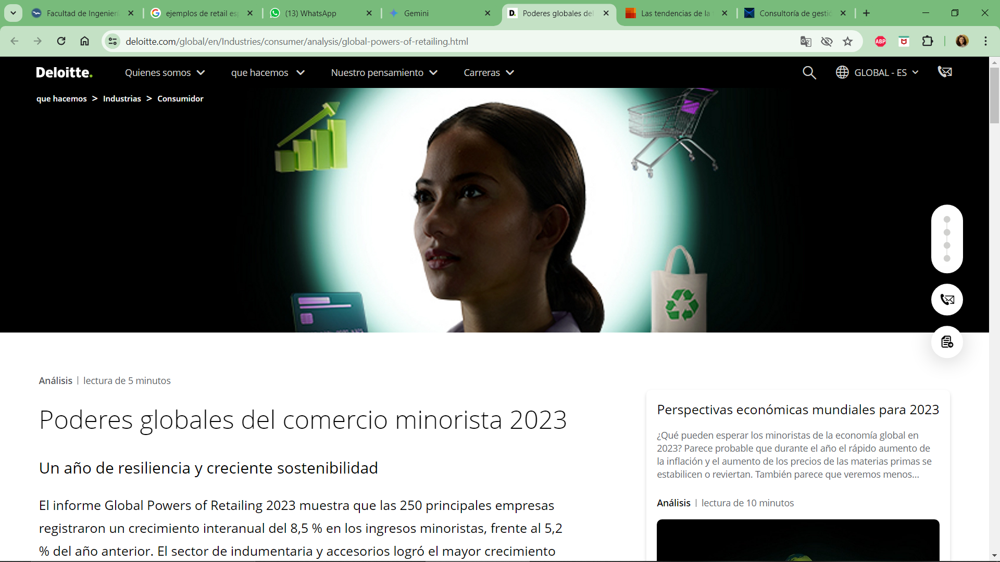 Facultad de Ingenierí
ejemplos de retail esp
(13) WhatsApp
Gemini
Poderes globales del
Las tendencias de la
Consultoría de gestió
deloitte.com/global/en/Industries/consumer/analysis/global-powers-of-retailing.html
ABP
Deloitte.
Quienes somos
que hacemos
Nuestro pensamiento
Carreras
GLOBAL - ES
que hacemos > Industrias > Consumidor
Análisis | lectura de 5 minutos
Poderes globales del comercio minorista 2023
Un año de resiliencia y creciente sostenibilidad
El informe Global Powers of Retailing 2023 muestra que las 250 principales empresas
registraron un crecimiento interanual del 8,5 % en los ingresos minoristas, frente al 5,2
% del año anterior. El sector de indumentaria y accesorios logró el mayor crecimiento
Perspectivas económicas mundiales para 2023
¿Qué pueden esperar los minoristas de la economía global en
2023? Parece probable que durante el año el rápido aumento de
la inflación y el aumento de los precios de las materias primas se
estabilicen o reviertan. También parece que veremos menos...
Análisis | lectura de 10 minutos